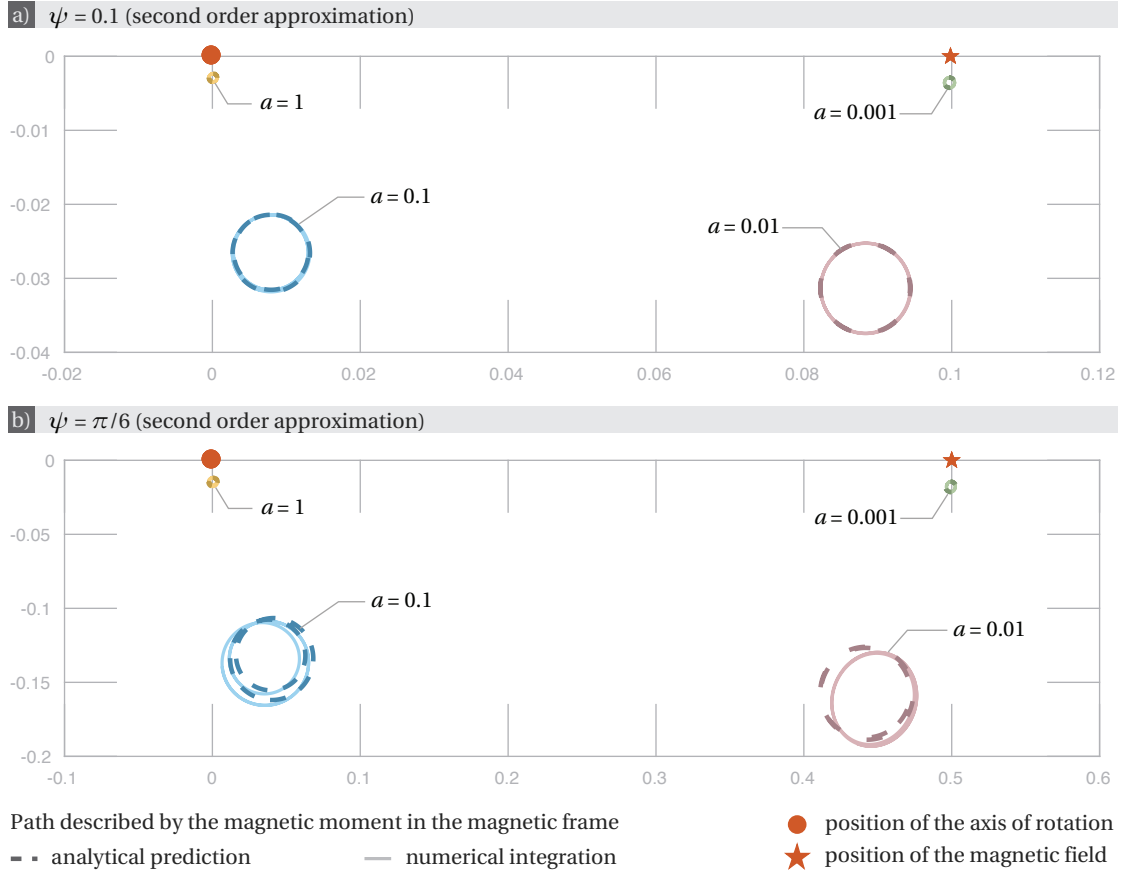 a) ψ = 0.1 (second order approximation)
0
-0.01
-0.02
-0.03
-0.04
a = 1
a = 0.001
a = 0.1
a = 0.01
-0.02 0 0.02 0.04 0.06 0.08 0.1 0.12
b) ψ = π/6 (second order approximation)
0
-0.05
-0.1
-0.15
-0.2
a = 1
a = 0.001
a = 0.1
a = 0.01
-0.1 0 0.1 0.2 0.3 0.4 0.5 0.6
Path described by the magnetic moment in the magnetic frame
analytical prediction
numerical integration
position of the axis of rotation
position of the magnetic field